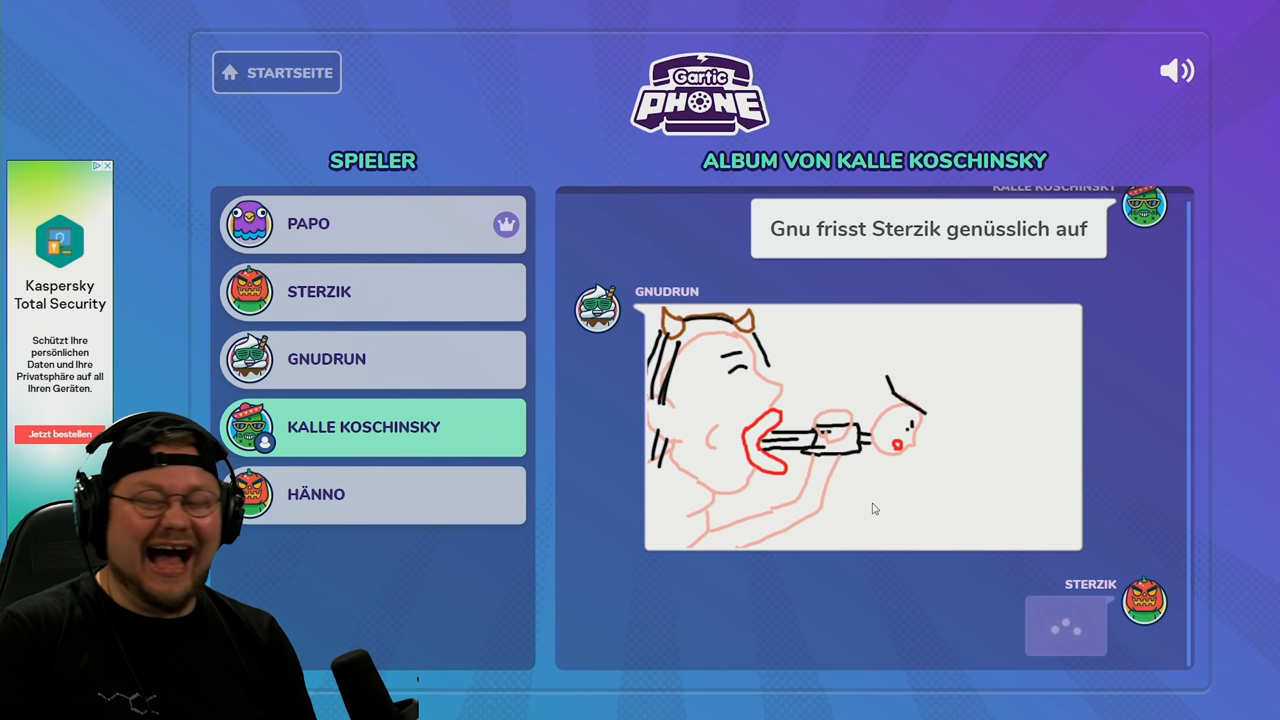 STARTSEITE
Gartic
PHONE
SPIELER
ALBUM VON KALLE KOSCHINSKY
PAPO
STERZIK
GNUDRUN
KALLE KOSCHINSKY
HÄNNO
KALLE KOSCHINSKY
Gnu frisst Sterzik genüsslich auf
GNUDRUN
STERZIK
Kaspersky
Total Security
Schützt Ihre
persönlichen
Daten und Ihre
Privatsphäre auf all
Ihren Geräten.
Jetzt bestellen